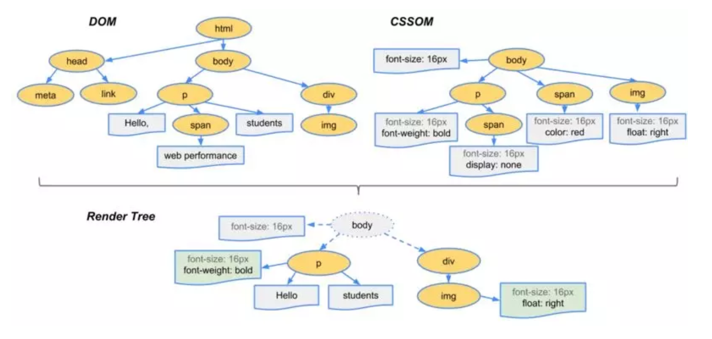 DOM
html
head
body
meta
link
p
div
Hello,
span
students
img
web performance
CSSOM
font-size: 16px
body
p
span
img
font-size: 16px
font-weight: bold
span
font-size: 16px
color: red
font-size: 16px
float: right
font-size: 16px
display: none
Render Tree
font-size: 16px
body
font-size: 16px
font-weight: bold
p
div
Hello
students
img
font-size: 16px
float: right